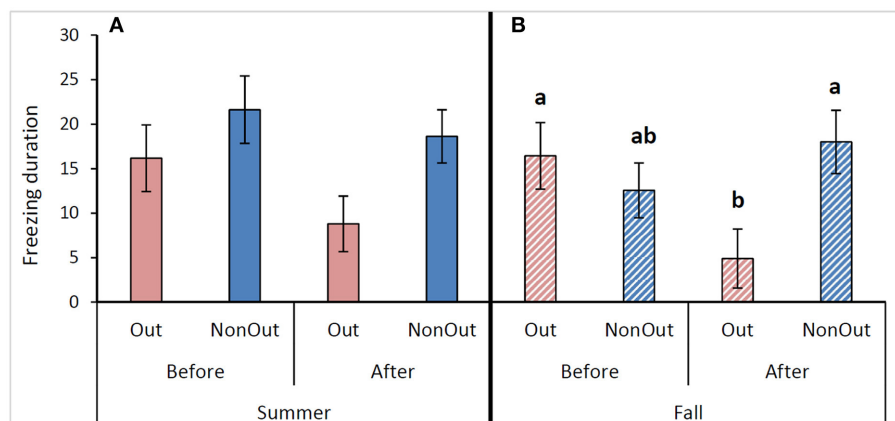 A
B
Freezing duration
30
25
20
15
10
5
0
a
ab
b
a
Out NonOut Out NonOut Out NonOut Out NonOut
Before After Before After
Summer Fall